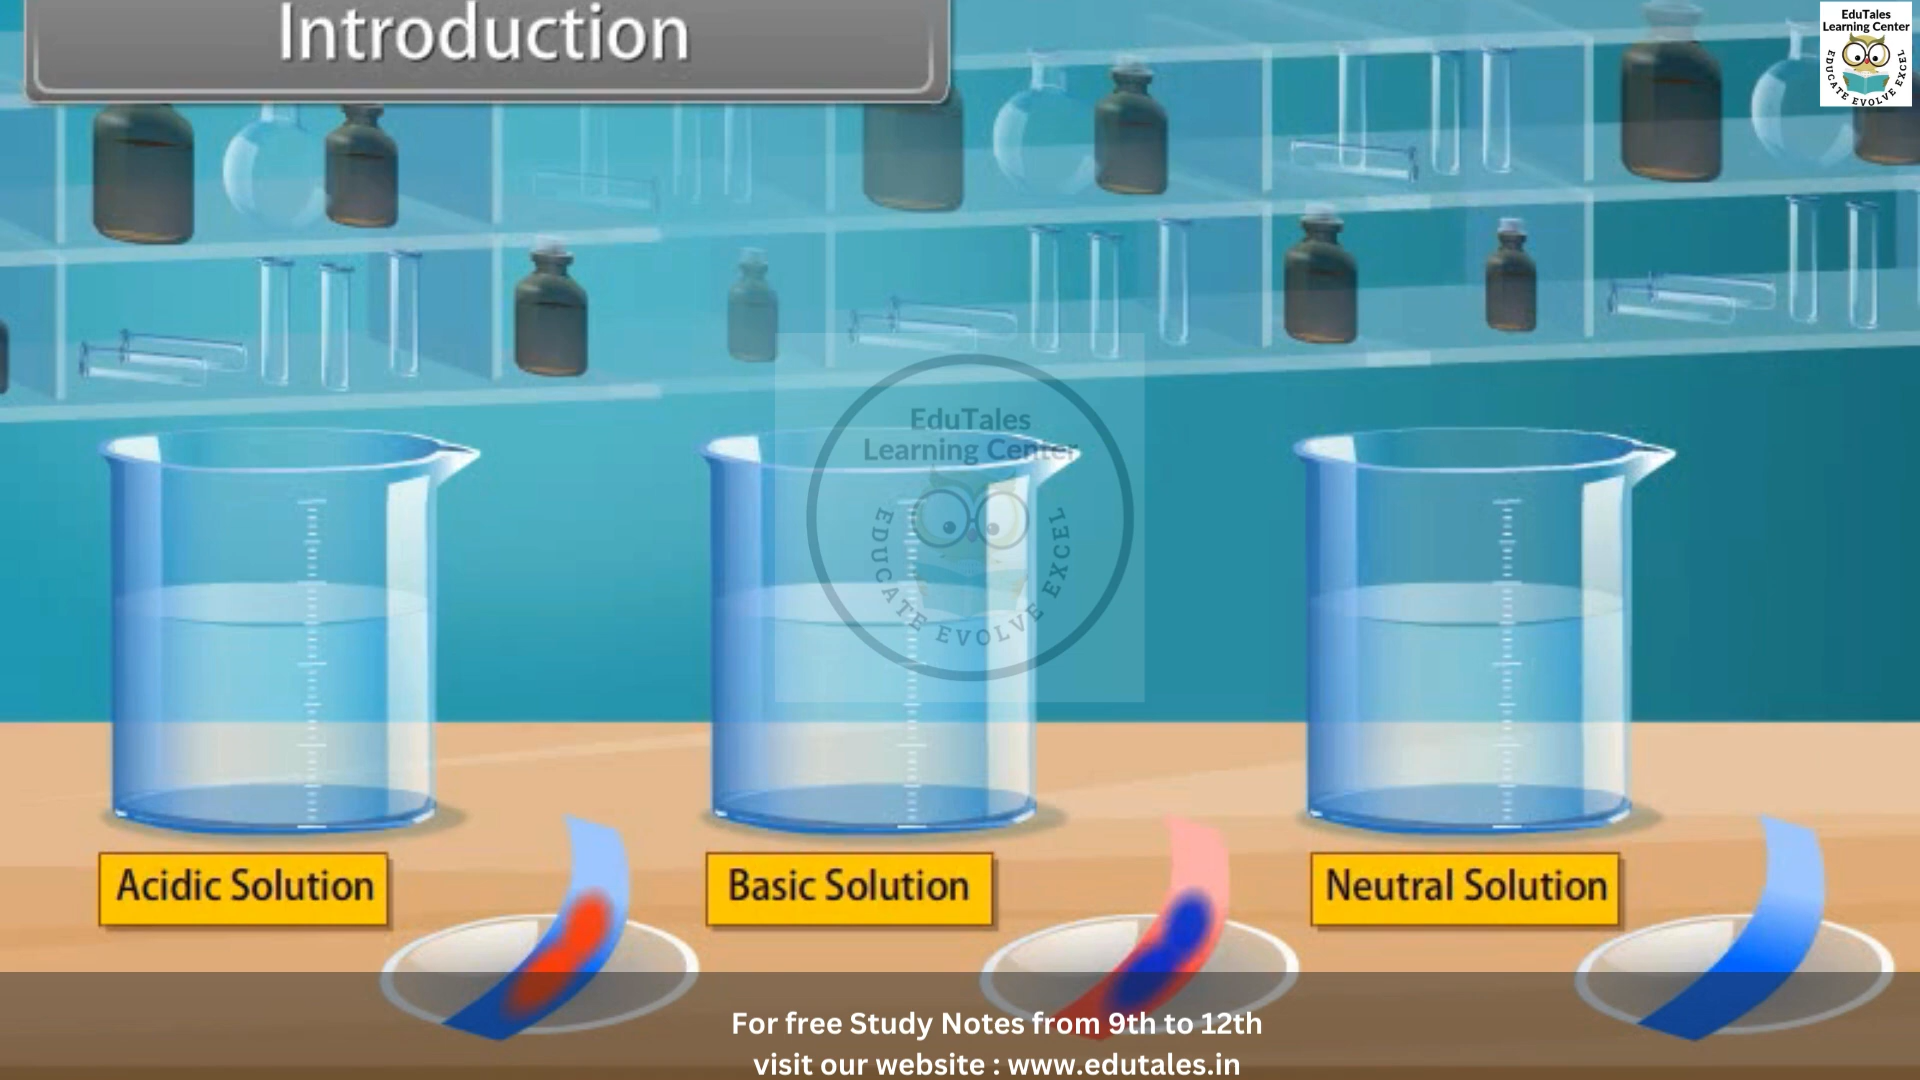 Introduction
EduTales
Learning Center
EDUCATE EVOLVE EXCEL
EduTales
Learning Center
EDUCATE EVOLVE EXCEL
Acidic Solution
Basic Solution
Neutral Solution
For free Study Notes from 9th to 12th
visit our website : www.edutales.in